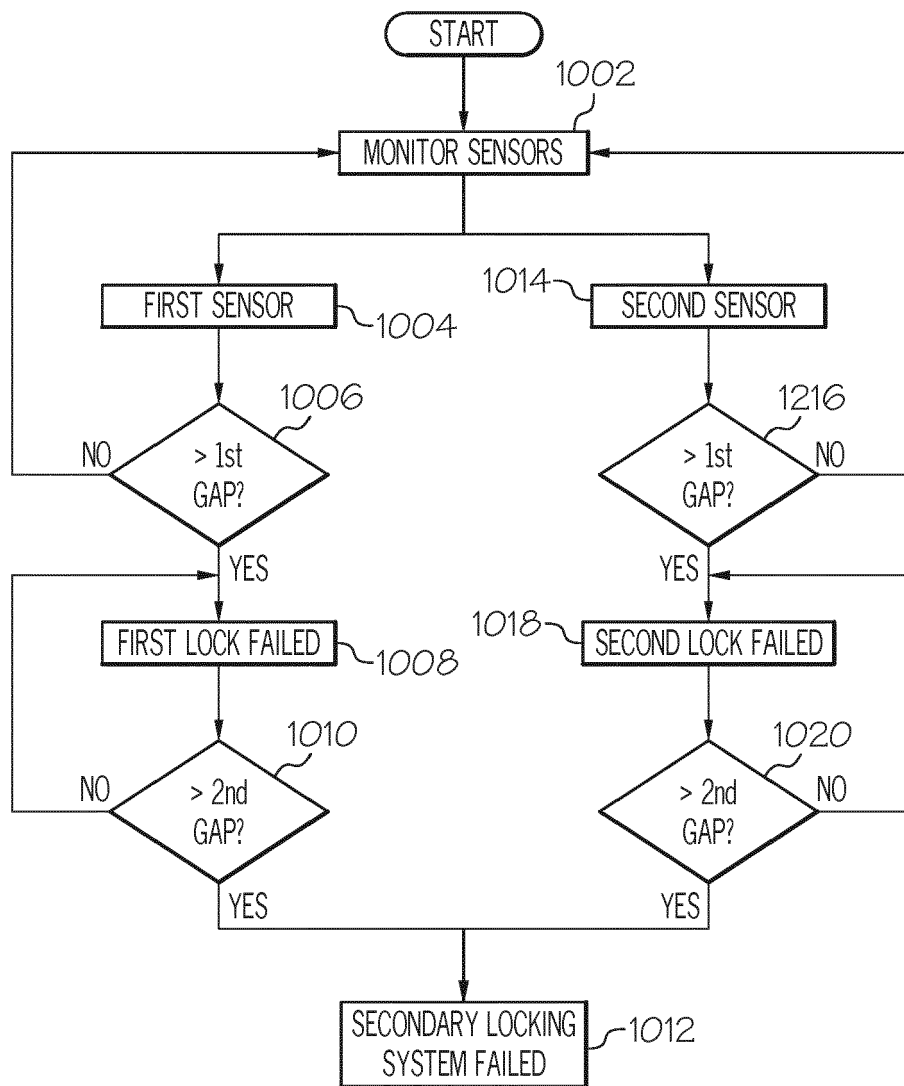 START
1002
MONITOR SENSORS
FIRST SENSOR
1004
1014
SECOND SENSOR
1006
> 1st
GAP?
NO
YES
1216
> 1st
GAP?
NO
YES
FIRST LOCK FAILED
1008
1018
SECOND LOCK FAILED
1010
> 2nd
GAP?
NO
YES
1020
> 2nd
GAP?
NO
YES
SECONDARY LOCKING
SYSTEM FAILED
1012